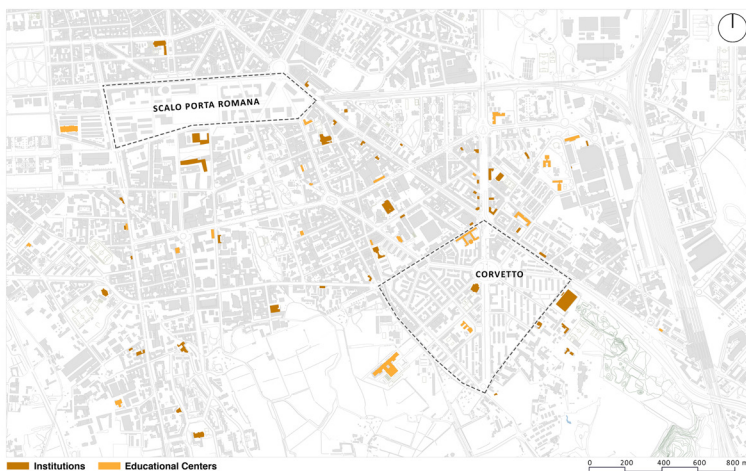 SCALO PORTA ROMANA
CORVETTO
Institutions Educational Centers
0 200 400 600 800 m